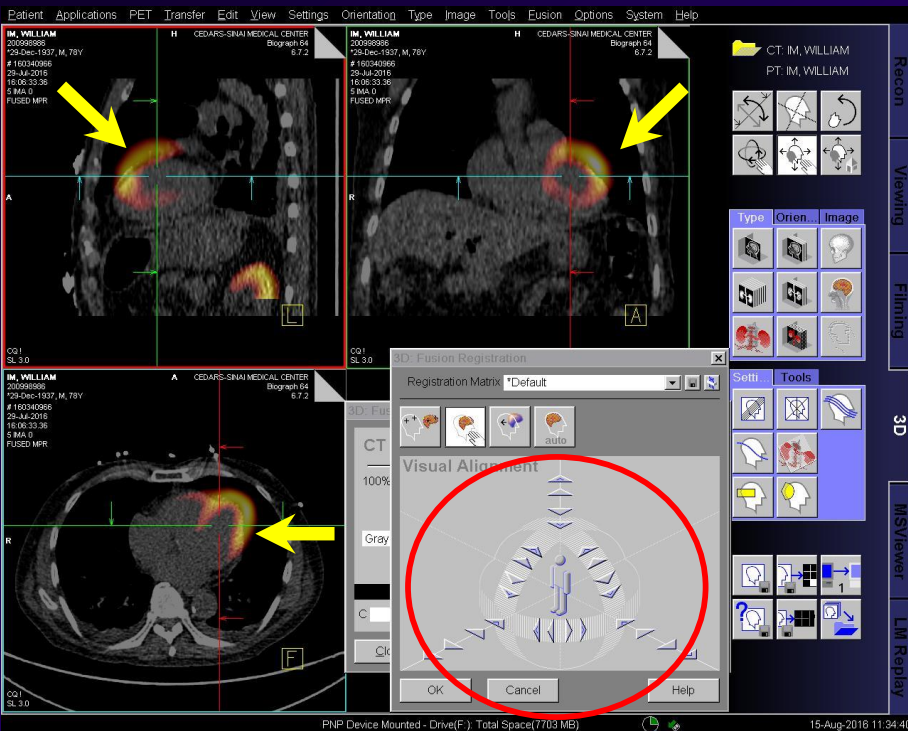 Patient Applications PET Transfer Edit View Settings Orientation Type Image Tools Fusion Options System Help
IM, WILLIAM
200998986
*29-Dec-1937, M, 78Y
# 160340966
29-Jul-2016
16:06:33.36
5 IMA 0
FUSED MPR
H
CEDARS-SINAI MEDICAL CENTER
Biograph 64
6.7.2
A
L
CQ!
SL 3.0
IM, WILLIAM
200998986
*29-Dec-1937, M, 78Y
# 160340966
29-Jul-2016
16:06:33.36
5 IMA 0
FUSED MPR
H
CEDARS-SINAI MEDICAL CENTER
Biograph 64
6.7.2
R
A
CQ!
SL 3.0
IM, WILLIAM
200998986
*29-Dec-1937, M, 78Y
# 160340966
29-Jul-2016
5 IMA 0
FUSED MPR
A
CEDARS-SINAI MEDICAL CENTER
Biograph 64
6.7.2
R
F
CQ!
SL 3.0
3D: Fus
CT
100%
Gray
C
Clo
3D: Fusion Registration
Registration Matrix *Default
auto
Visual Alignment
OK Cancel Help
CT: IM, WILLIAM
PT: IM, WILLIAM
Type Orien... Image
Setti... Tools
1
Recon
Viewing
Filming
3D
MSViewer
LM Replay
PNP Device Mounted - Drive(F:): Total Space(7703 MB)
15-Aug-2016 11:34:40